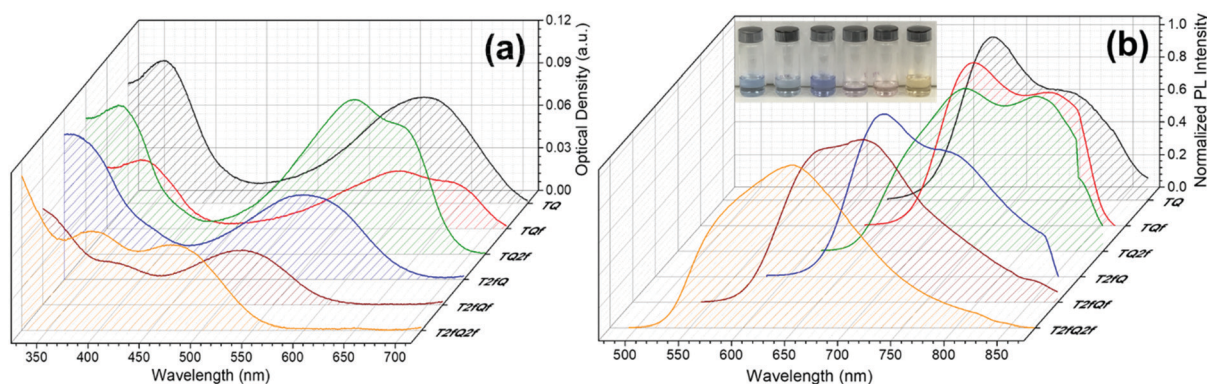 (a)
0.12
0.09
0.06
0.03
0.00
Optical Density (a.u.)
TQ
TQf
TQ2f
T2fQ
T2fQf
T2fQ2f
350 400 450 500 550 600 650 700
Wavelength (nm)
(b)
1.0
0.8
0.6
0.4
0.2
0.0
Normalized PL Intensity
TQ
TQf
TQ2f
T2fQ
T2fQf
T2fQ2f
500 550 600 650 700 750 800 850
Wavelength (nm)